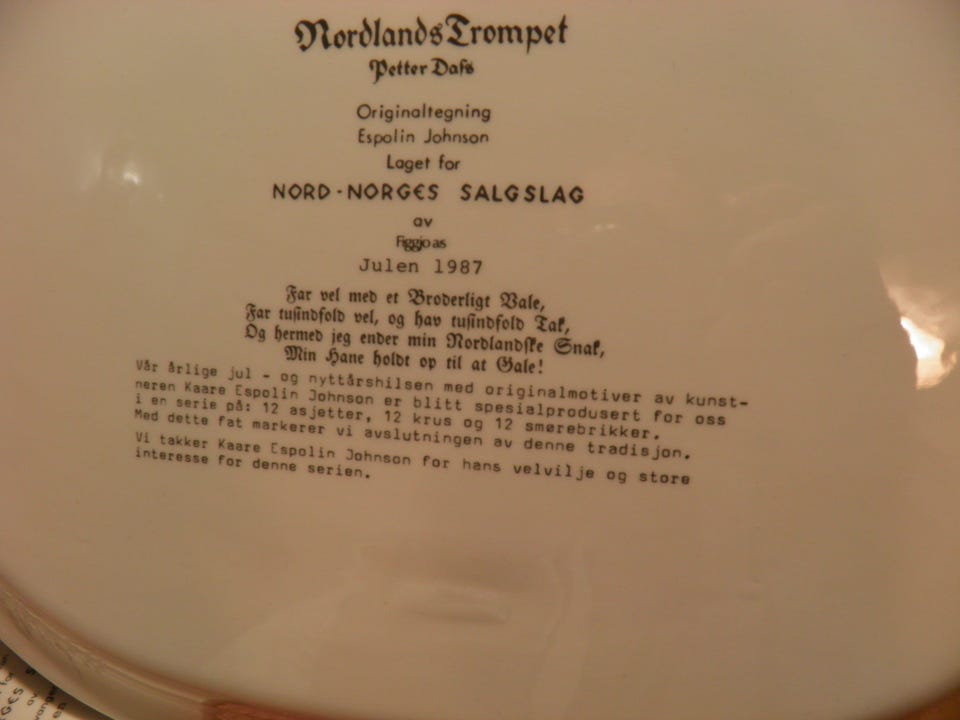 NordlandsTrompet
Petter Dass
Originaltegning
Espolin Johnson
Laget for
NORD-NORGES SALGSLAG
av
Figgjo as
Julen 1987
Far vel med et Broderligt Vale,
Far tusindfold vel, og hav tusindfold Tak,
Og hermed jeg ender min Nordlandske Snak,
Min Hane holdt op til at Gale!
Vår årlige jul - og nyttårshilsen med originalmotiver av kunst-
neren Kaare Espolin Johnson er blitt spesialprodusert for oss
i en serie på: 12 asjetter, 12 krus og 12 smørebrikker.
Med dette fat markerer vi avslutningen av denne tradisjon.
Vi takker Kaare Espolin Johnson for hans velvilje og store
interesse for denne serien.